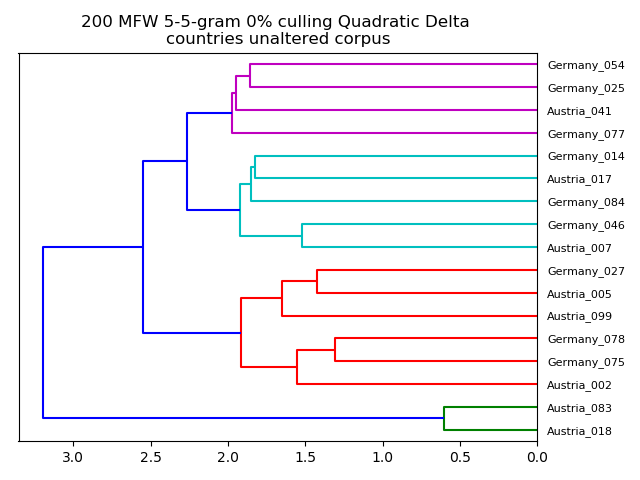 200 MFW 5-5-gram 0% culling Quadratic Delta
countries unaltered corpus
Germany_054
Germany_025
Austria_041
Germany_077
Germany_014
Austria_017
Germany_084
Germany_046
Austria_007
Germany_027
Austria_005
Austria_099
Germany_078
Germany_075
Austria_002
Austria_083
Austria_018
3.0 2.5 2.0 1.5 1.0 0.5 0.0